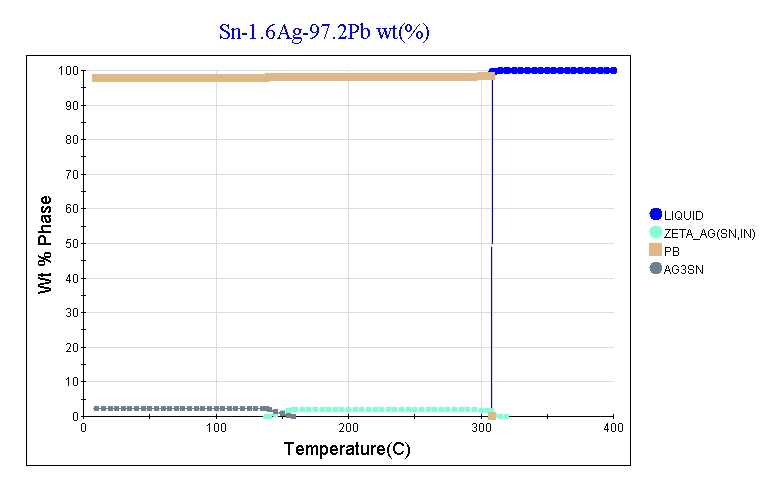 Sn-1.6Ag-97.2Pb wt(%)
100
90
80
70
60
50
40
30
20
10
0
Wt % Phase
0 100 200 300 400
Temperature(C)
LIQUID
ZETA_AG(SN,IN)
PB
AG3SN